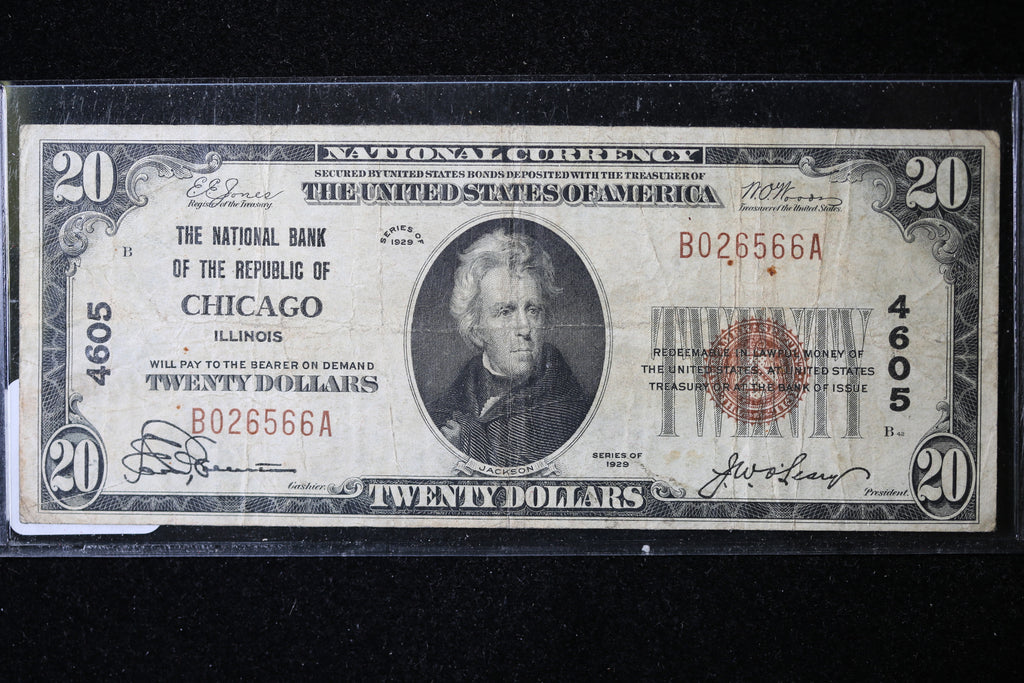 20
NATIONAL CURRENCY
20
SECURED BY UNITED STATES BONDS DEPOSITED WITH THE TREASURER OF
THE UNITED STATES OF AMERICA
E E Jones
Register of the Treasury.
W.O. Woods
Treasurer of the United States.
B
THE NATIONAL BANK
OF THE REPUBLIC OF
CHICAGO
ILLINOIS
WILL PAY TO THE BEARER ON DEMAND
TWENTY DOLLARS
B026566A
4605
SERIES OF
1929
JACKSON
B026566A
TWENTY
REDEEMABLE IN LAWFUL MONEY OF
THE UNITED STATES, AT UNITED STATES
TREASURY OR AT THE BANK OF ISSUE
4605
B 42
SERIES OF
1929
Cashier.
J W O'Leary
President.
20
TWENTY DOLLARS
20